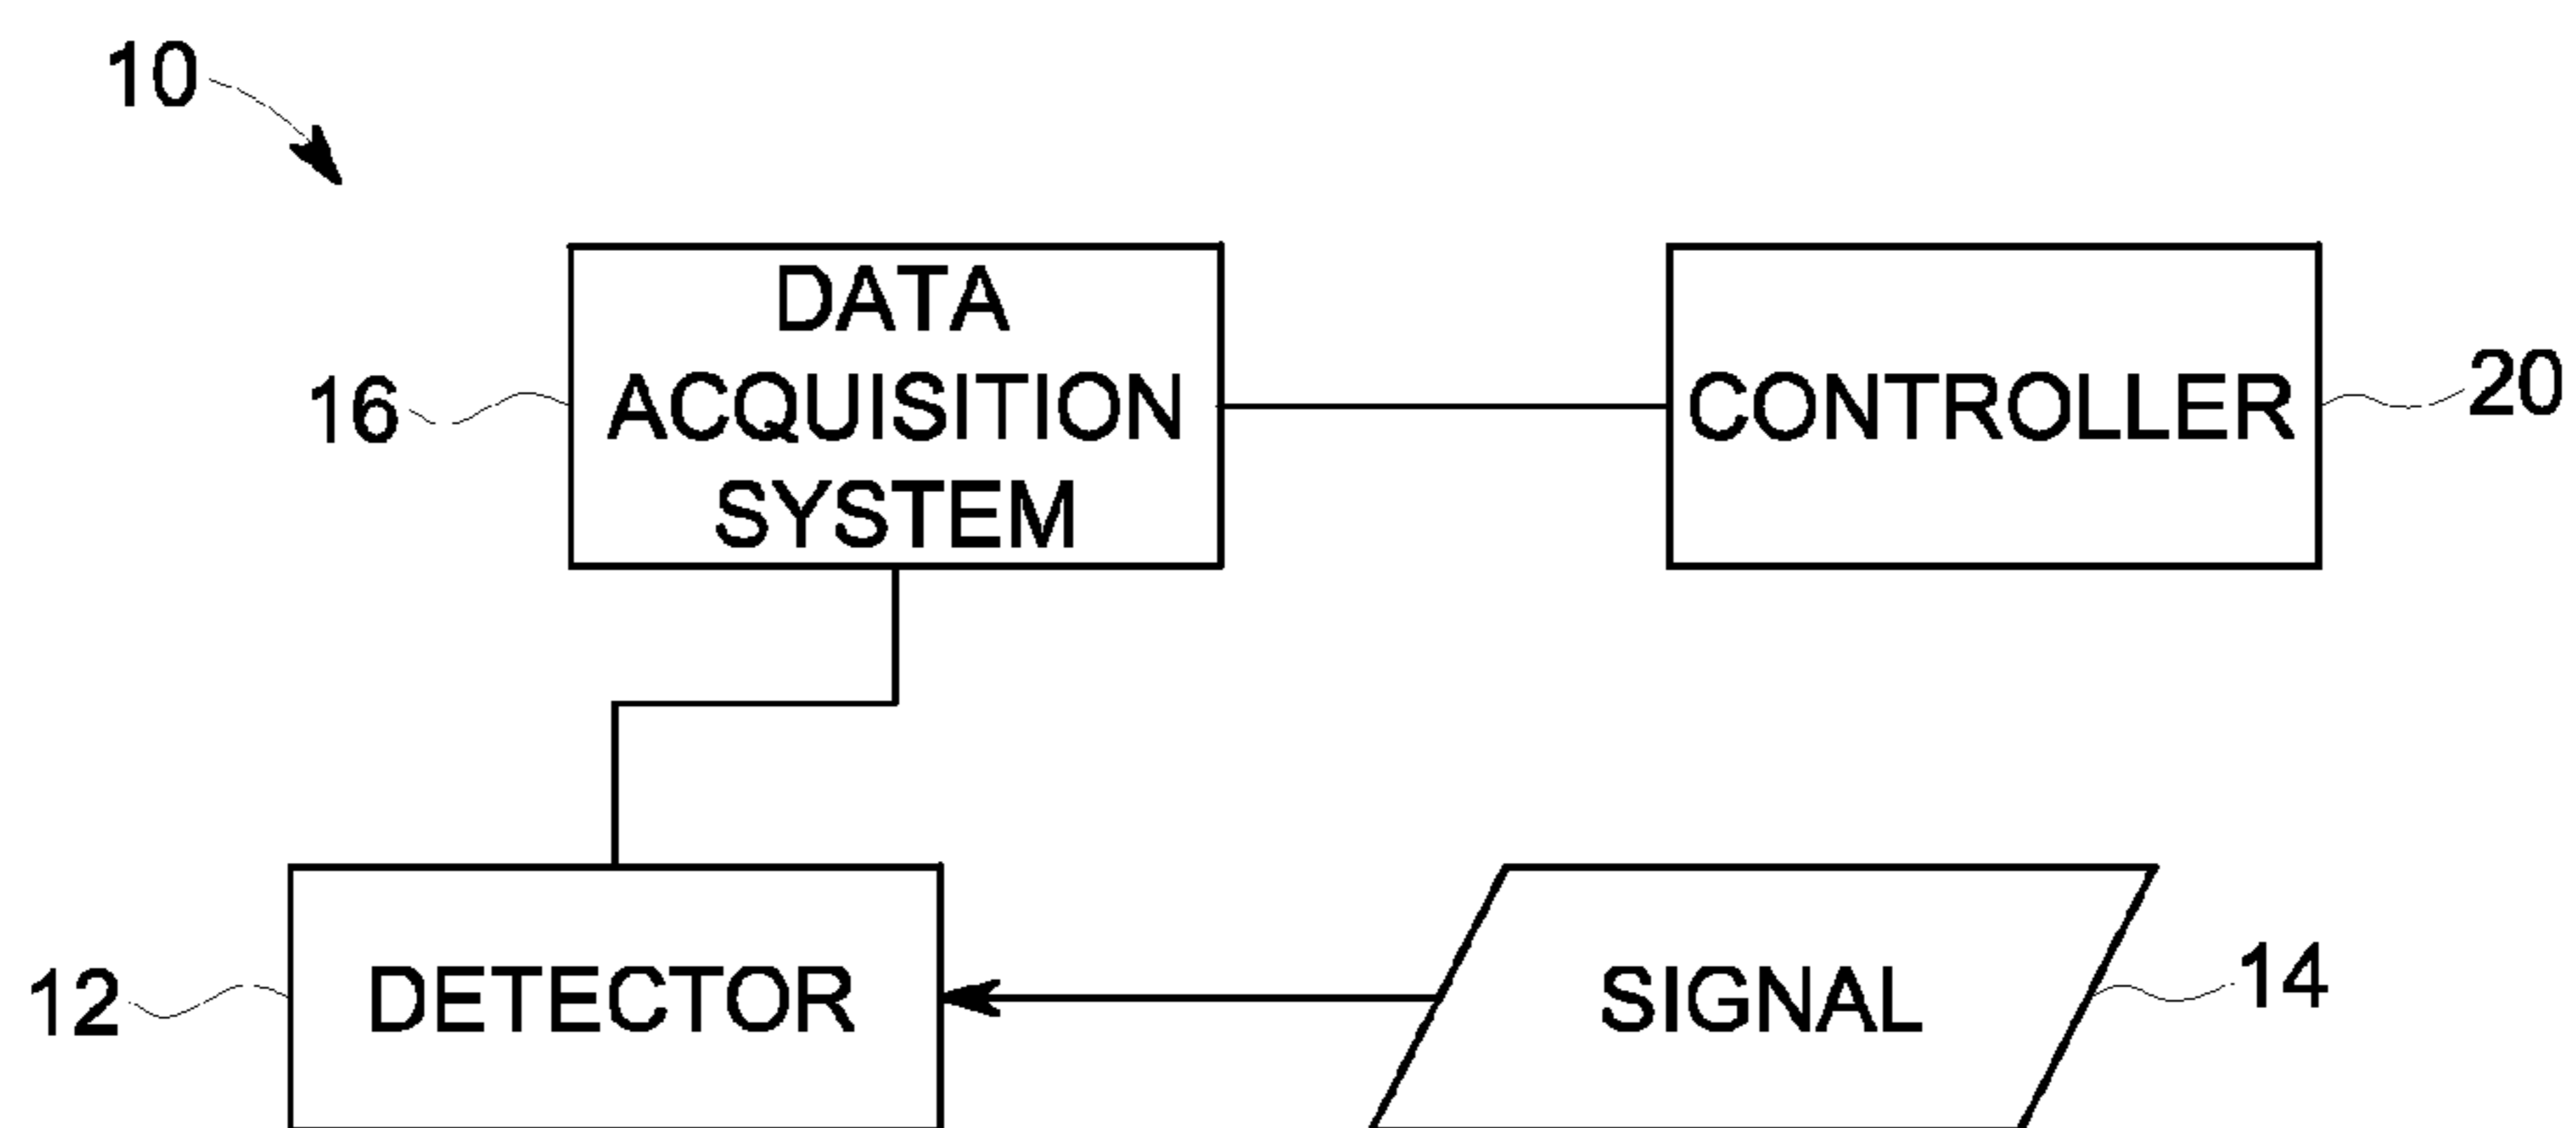 10
DATA
ACQUISITION
SYSTEM
16
CONTROLLER
20
DETECTOR
12
SIGNAL
14